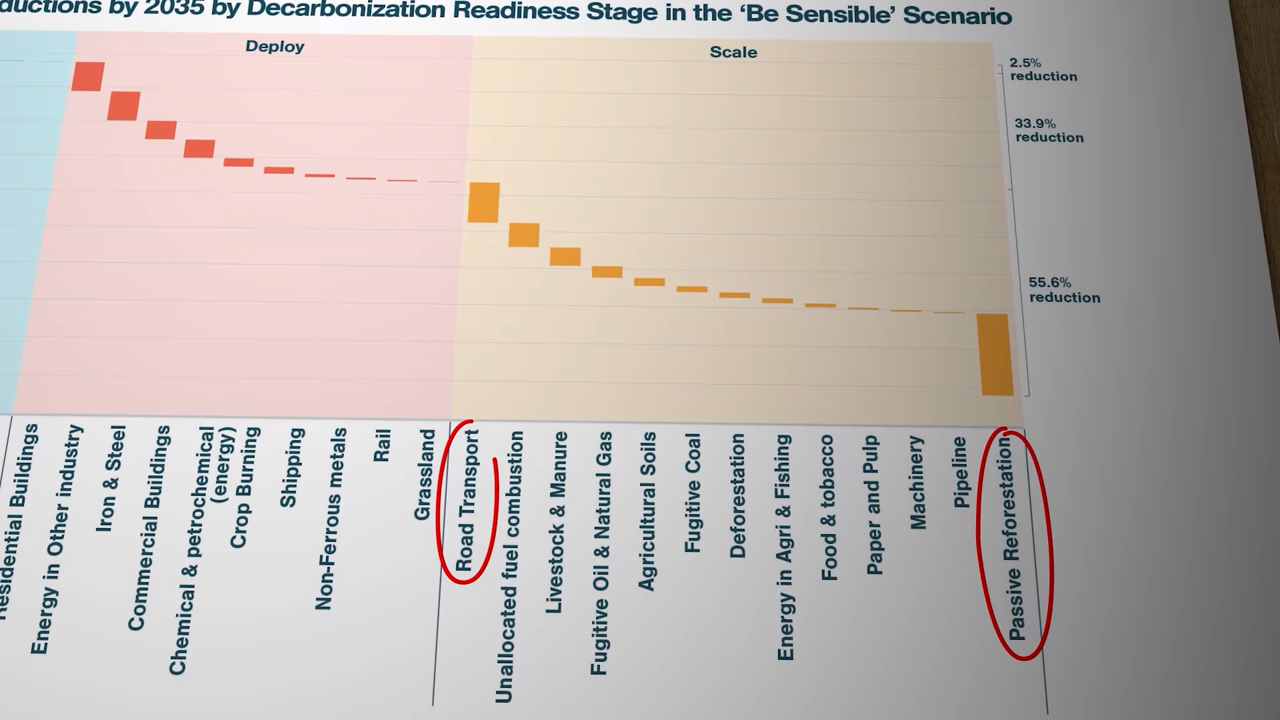 ductions by 2035 by Decarbonization Readiness Stage in the ‘Be Sensible’ Scenario
Deploy
Scale
2.5%
reduction
33.9%
reduction
55.6%
reduction
Residential Buildings
Energy in Other industry
Iron & Steel
Commercial Buildings
Chemical & petrochemical
(energy)
Crop Burning
Shipping
Non-Ferrous metals
Rail
Grassland
Road Transport
Unallocated fuel combustion
Livestock & Manure
Fugitive Oil & Natural Gas
Agricultural Soils
Fugitive Coal
Deforestation
Energy in Agri & Fishing
Food & tobacco
Paper and Pulp
Machinery
Pipeline
Passive Reforestation